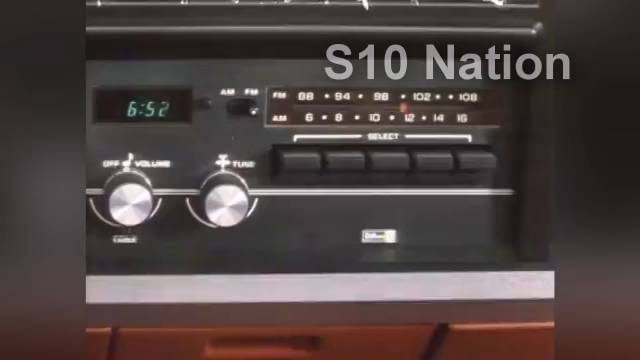 S10 Nation
AM FM
FM 88 • 94 • 98 • 102 • • 108
AM 6 • 8 • 10 • 12 • 14 16
6:52
SELECT
OFF VOLUME
TUNE